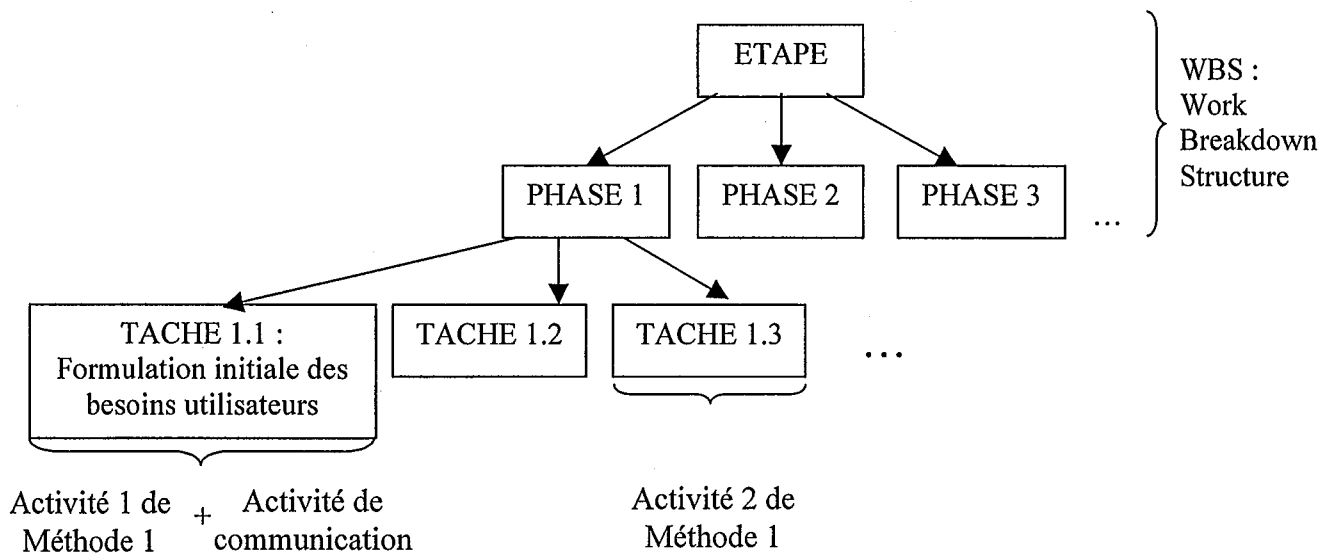 ETAPE
WBS :
Work
Breakdown
Structure
PHASE 1
PHASE 2
PHASE 3
...
TACHE 1.1 :
Formulation initiale des
besoins utilisateurs
TACHE 1.2
TACHE 1.3
...
Activité 1 de
Méthode 1
+
Activité de
communication
Activité 2 de
Méthode 1